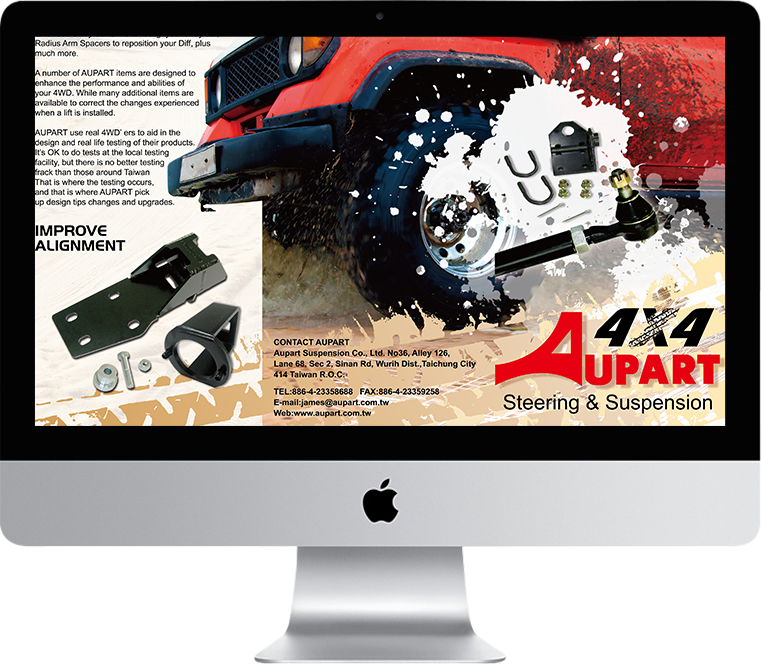 Radius Arm Spacers to reposition your Diff, plus
much more.
A number of AUPART items are designed to
enhance the performance and abilities of
your 4WD. While many additional items are
available to correct the changes experienced
when a lift is installed.
AUPART use real 4WD' ers to aid in the
design and real life testing of their products.
It's OK to do tests at the local testing
facility, but there is no better testing
frack than those around Taiwan
That is where the testing occurs,
and that is where AUPART pick
up design tips changes and upgrades.
IMPROVE
ALIGNMENT
CONTACT AUPART
Aupart Suspension Co., Ltd. No36, Alley 126,
Lane 68, Sec 2, Sinan Rd, Wurih Dist.,Taichung City
414 Taiwan R.O.C.
TEL:886-4-23358688 FAX:886-4-23359258
E-mail:james@aupart.com.tw
Web:www.aupart.com.tw
4X4
AUPART
Steering & Suspension